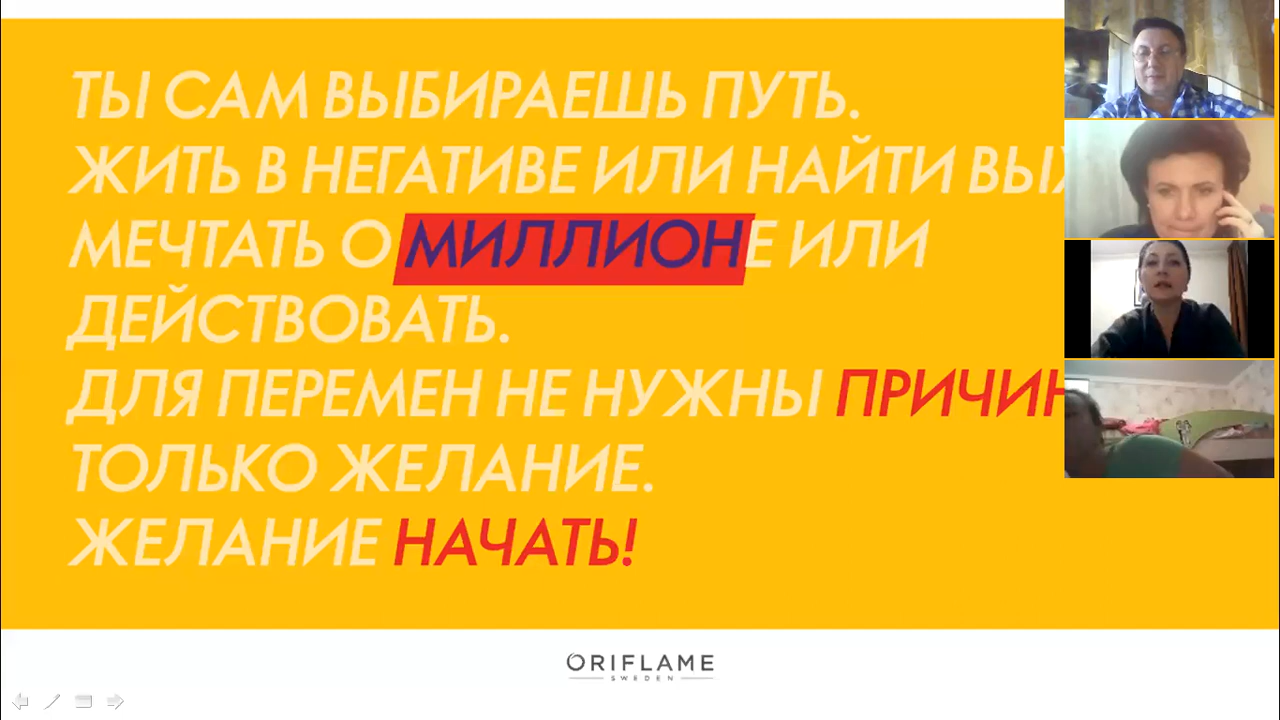 ТЫ САМ ВЫБИРАЕШЬ ПУТЬ.
ЖИТЬ В НЕГАТИВЕ ИЛИ НАЙТИ
МЕЧТАТЬ О МИЛЛИОНЕ ИЛИ
ДЕЙСТВОВАТЬ.
ДЛЯ ПЕРЕМЕН НЕ НУЖНЫ
ТОЛЬКО ЖЕЛАНИЕ.
ЖЕЛАНИЕ НАЧАТЬ!
ORIFLAME
SWEDEN